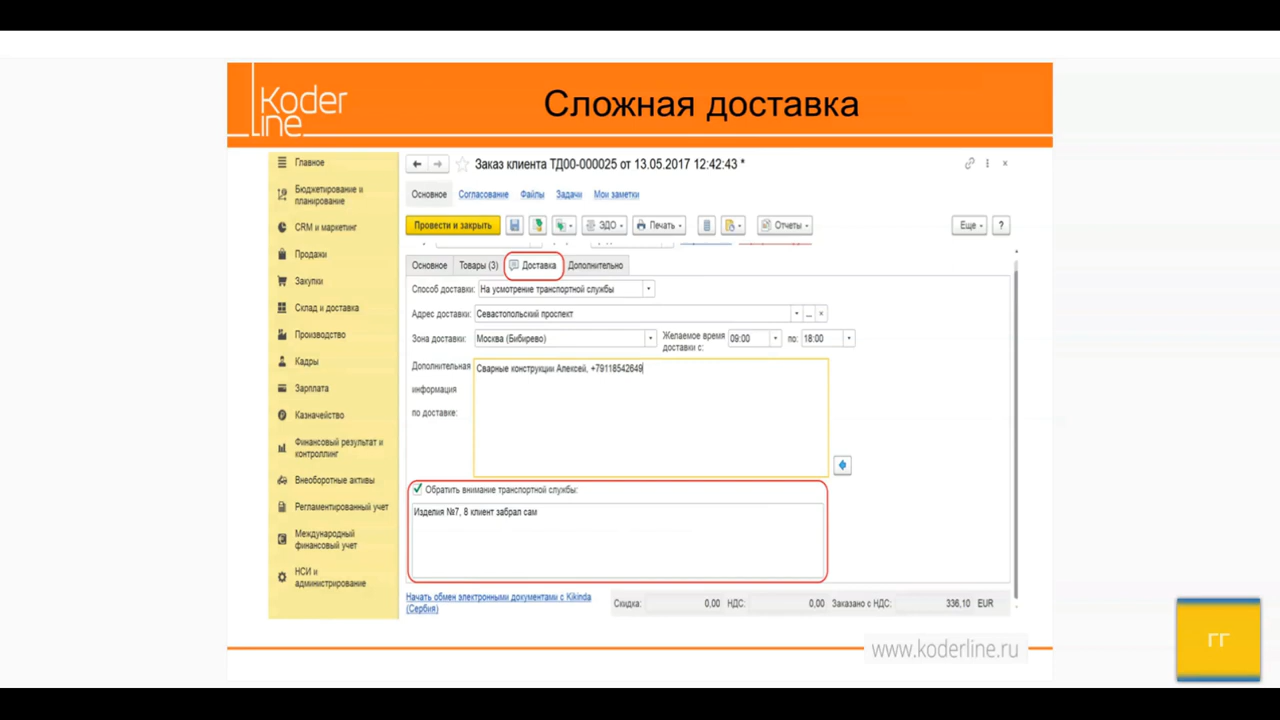 Koder
line
Сложная доставка
Главное
Бюджетирование и
планирование
CRM и маркетинг
Продажи
Закупки
Склад и доставка
Производство
Кадры
Зарплата
Казначейство
Финансовый результат и
контроллинг
Внеоборотные активы
Регламентированный учет
Международный
финансовый учет
НСИ и
администрирование
Заказ клиента ТД00-000025 от 13.05.2017 12:42:43 *
Основное Согласование Файлы Задачи Мои заметки
Провести и закрыть ЭДО Печать Отчеты Еще ?
Основное Товары (3) Доставка Дополнительно
Способ доставки: На усмотрение транспортной службы
Адрес доставки: Севастопольский проспект
Зона доставки: Москва (Бибирево) Желаемое время
доставки с: 09:00 по: 18:00
Дополнительная
информация
по доставке:
Сварные конструкции Алексей, +79118542649
Обратить внимание транспортной службы:
Изделия №7, 8 клиент забрал сам
Начать обмен электронными документами с Kikinda
(Сербия)
Скидка: 0,00 НДС: 0,00 Заказано с НДС: 336,10 EUR
www.koderline.ru
ГГ